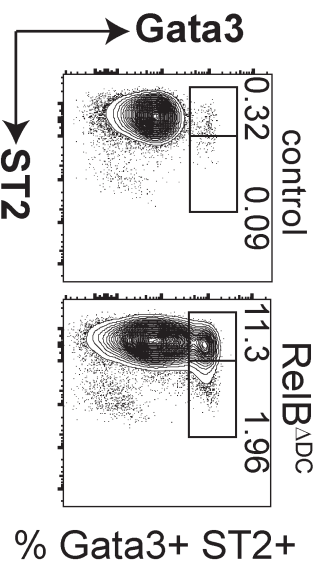 Gata3
ST2
control
0.32
0.09
RelBΔDC
11.3
1.96
% Gata3+ ST2+